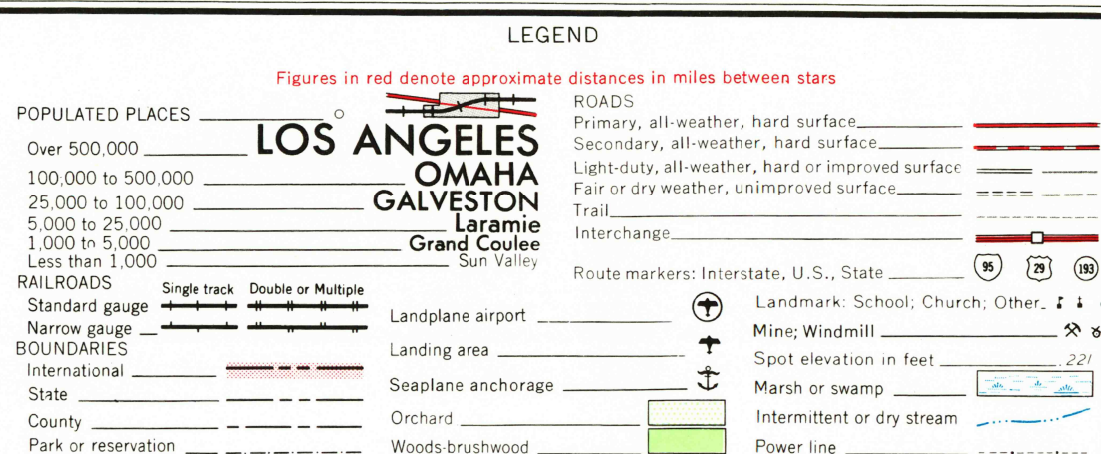 LEGEND
Figures in red denote approximate distances in miles between stars
POPULATED PLACES
Over 500,000 LOS ANGELES
100,000 to 500,000 OMAHA
25,000 to 100,000 GALVESTON
5,000 to 25,000 Laramie
1,000 to 5,000 Grand Coulee
Less than 1,000 Sun Valley
RAILROADS Single track Double or Multiple
Standard gauge
Narrow gauge
BOUNDARIES
International
State
County
Park or reservation
Landplane airport
Landing area
Seaplane anchorage
Orchard
Woods-brushwood
ROADS
Primary, all-weather, hard surface
Secondary, all-weather, hard surface
Light-duty, all-weather, hard or improved surface
Fair or dry weather, unimproved surface
Trail
Interchange
Route markers: Interstate, U.S., State 95 29 193
Landmark: School; Church; Other
Mine; Windmill
Spot elevation in feet .221
Marsh or swamp
Intermittent or dry stream
Power line